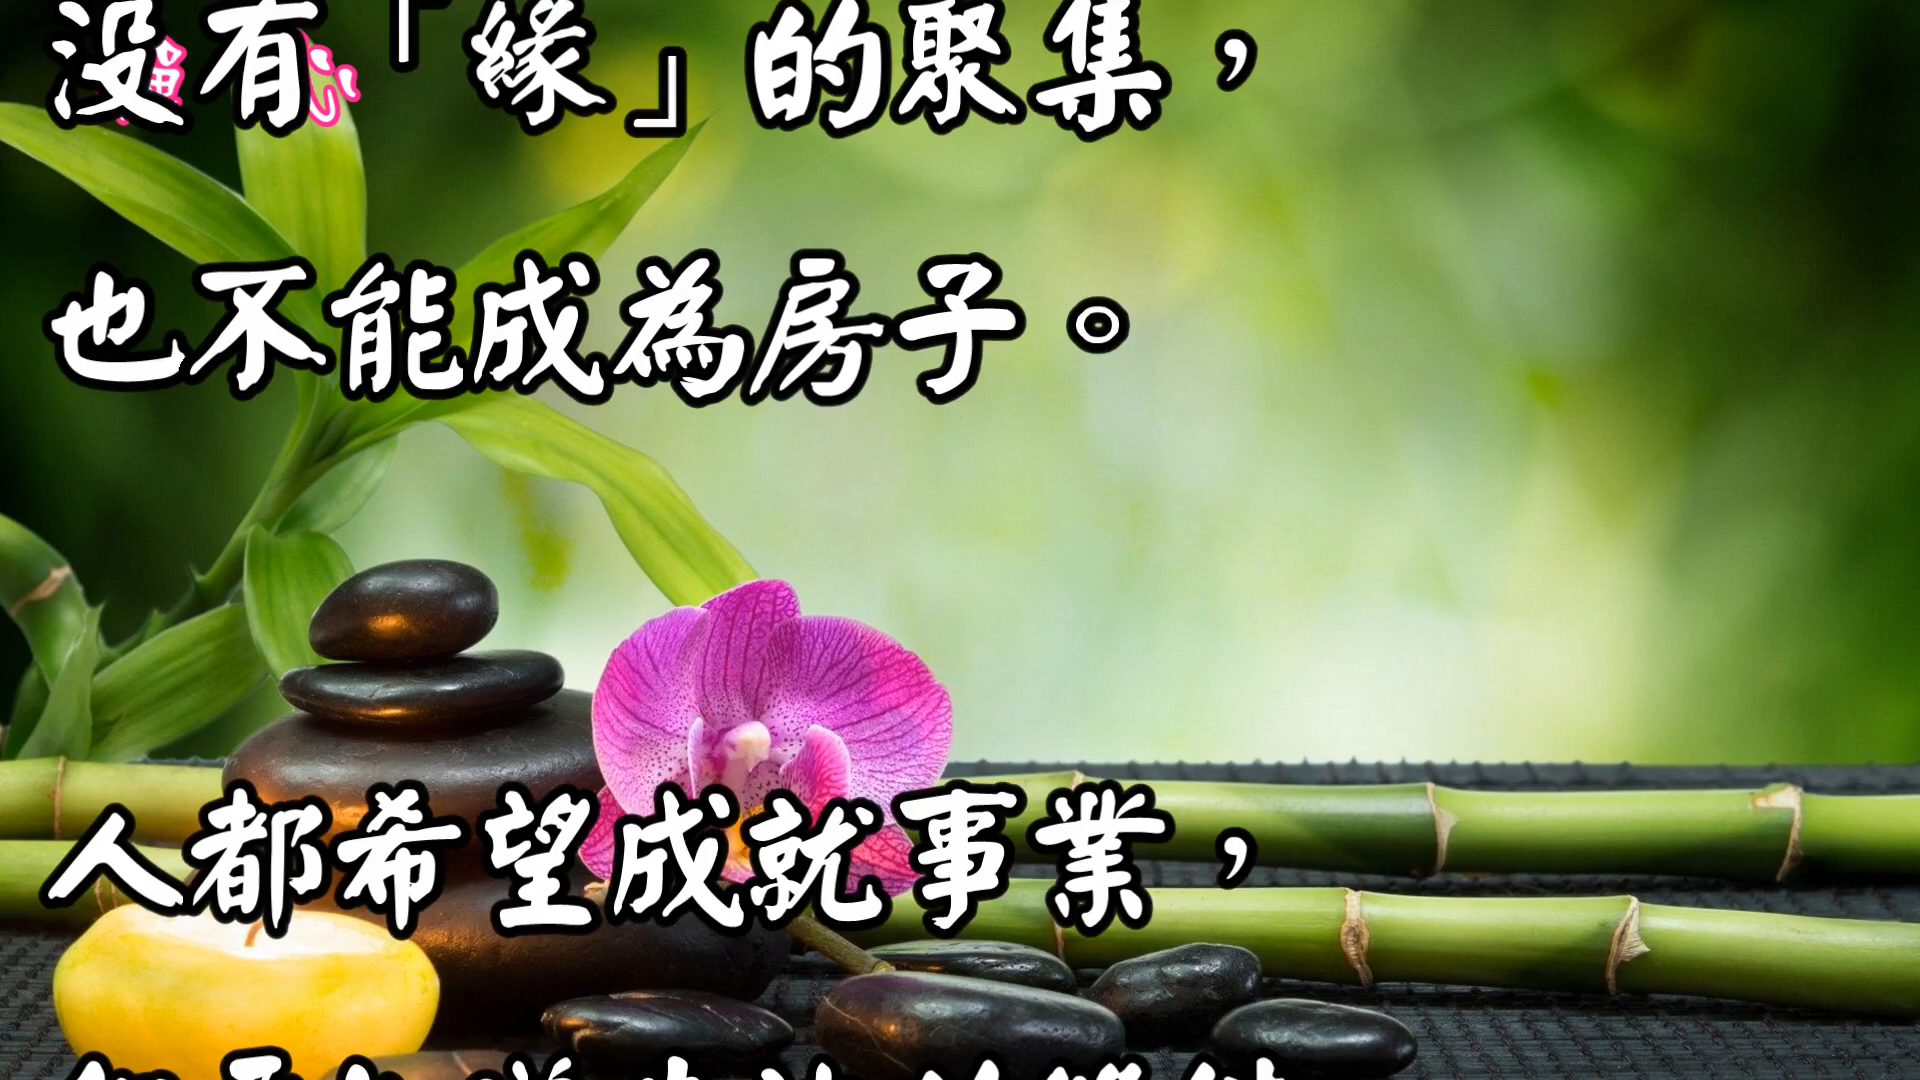 沒有「緣」的聚集，
也不能成為房子。
人都希望成就事業，